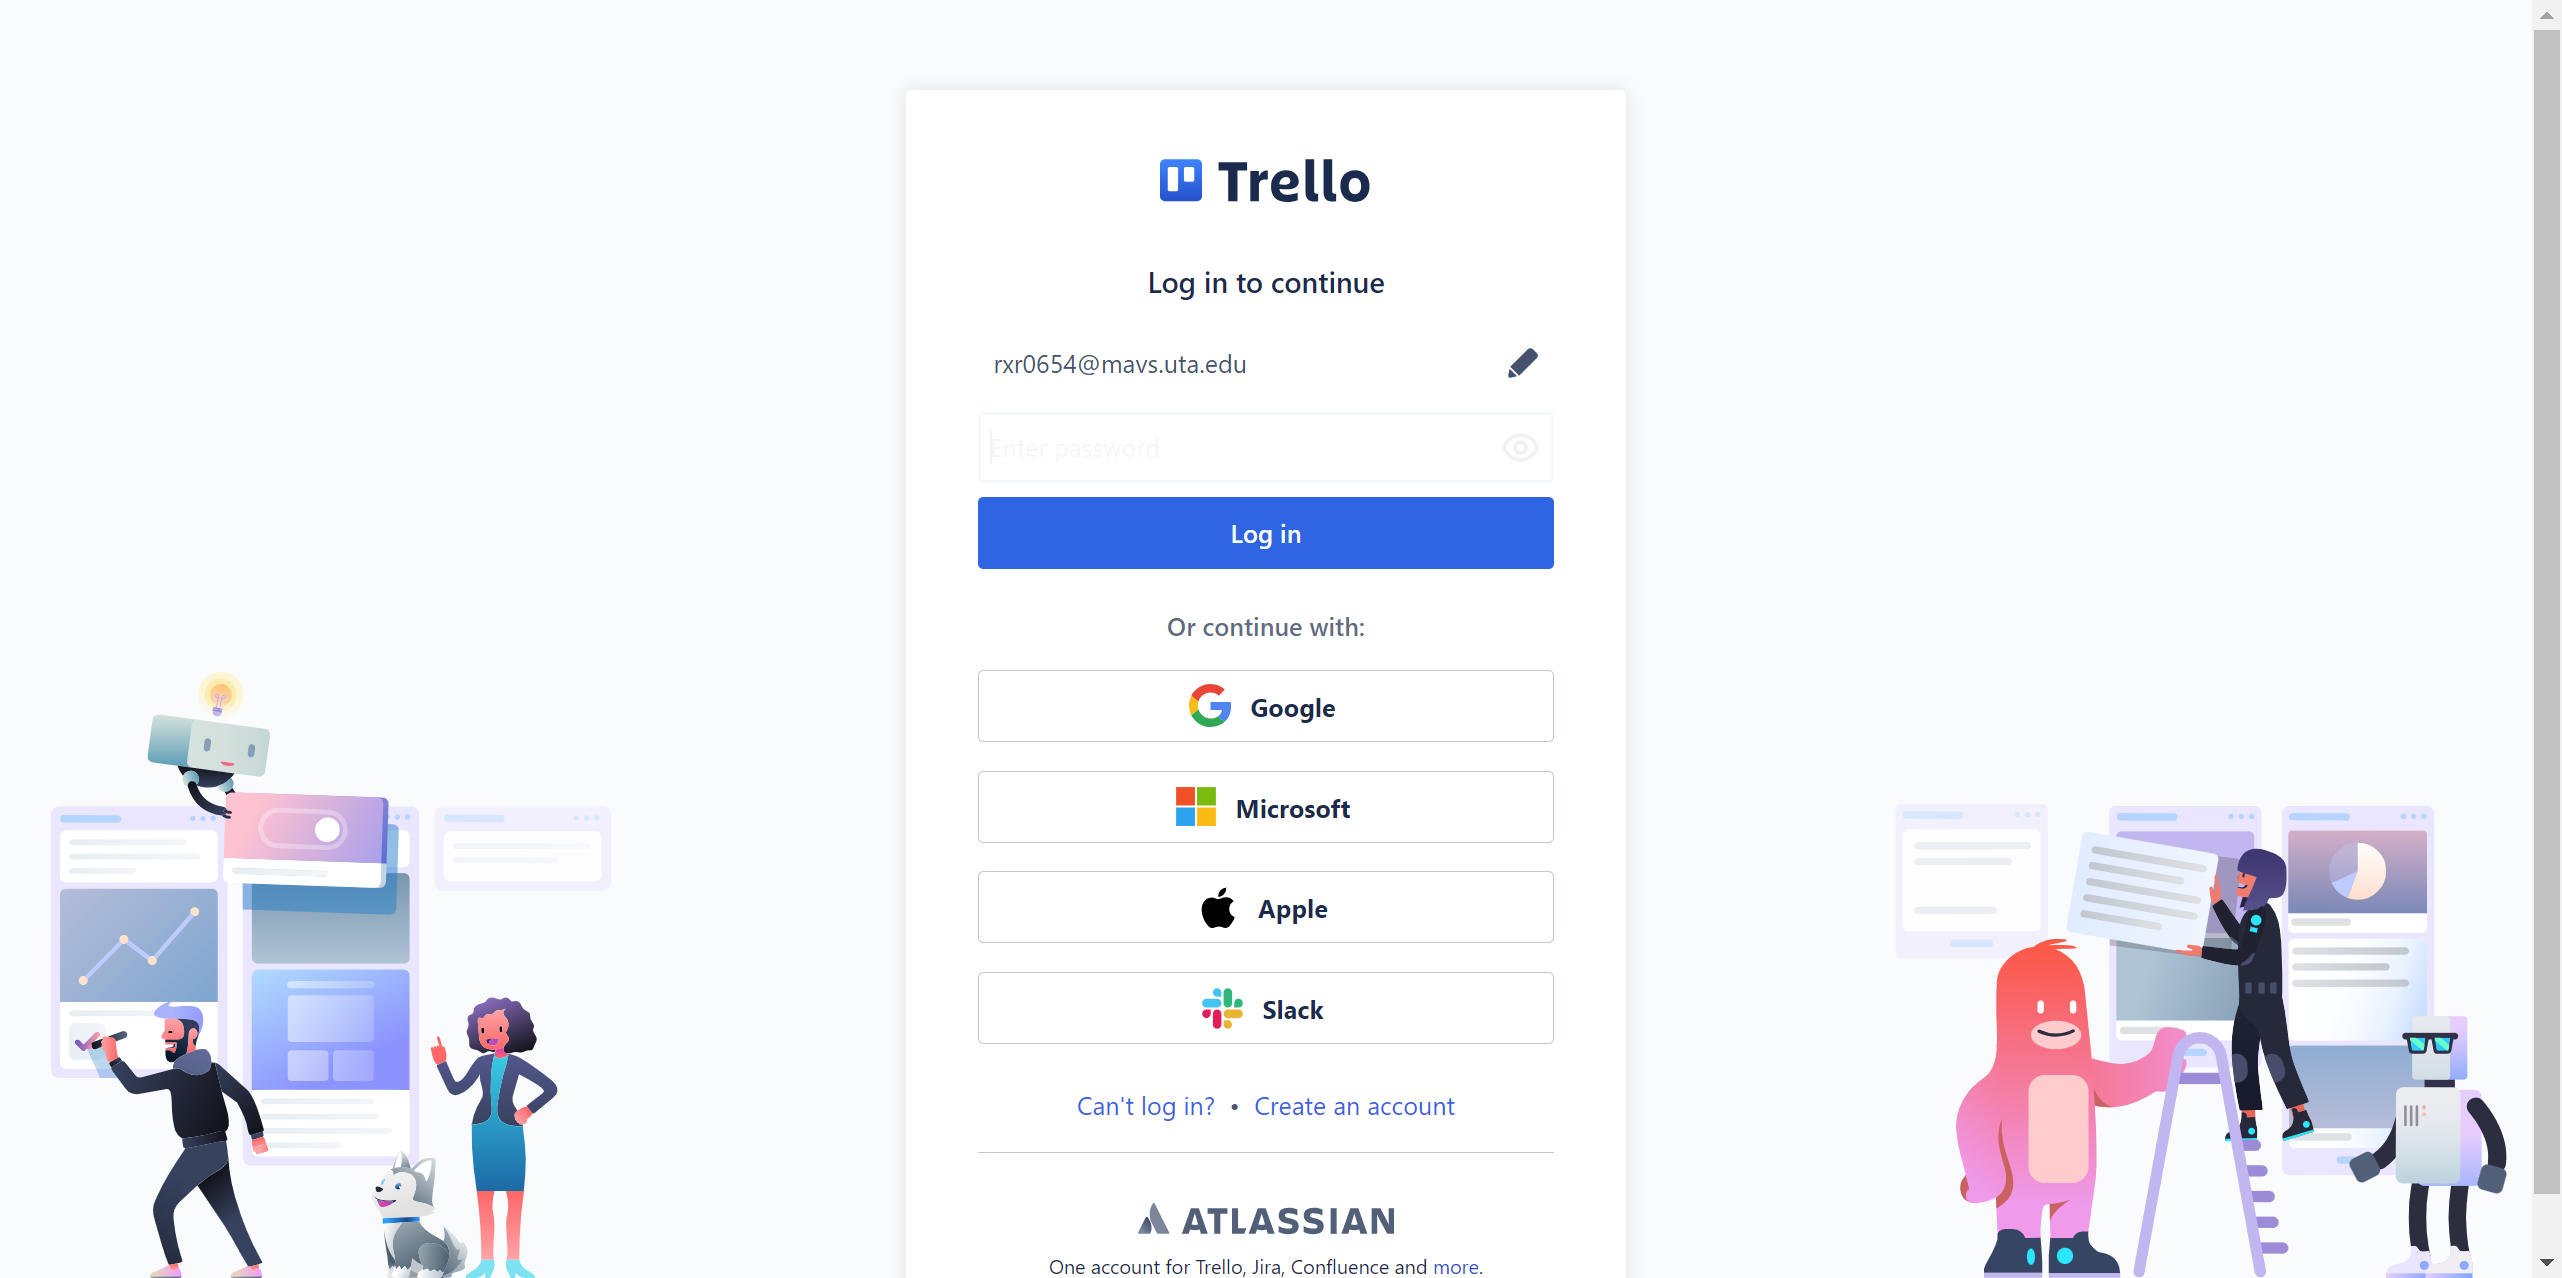 Trello
Log in to continue
rxr0654@mavs.uta.edu
Enter password
Log in
Or continue with:
Google
Microsoft
Apple
Slack
Can't log in? • Create an account
ATLASSIAN
One account for Trello, Jira, Confluence and more.